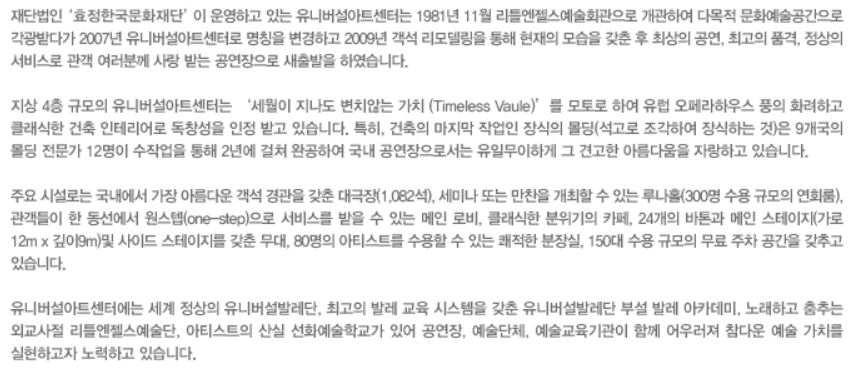 재단법인 ‘효정한국문화재단’이 운영하고 있는 유니버설아트센터는 1981년 11월 리틀엔젤스예술회관으로 개관하여 다목적 문화예술공간으로
각광받다가 2007년 유니버설아트센터로 명칭을 변경하고 2009년 객석 리모델링을 통해 현재의 모습을 갖춘 후 최상의 공연, 최고의 품격, 정상의
서비스로 관객 여러분께 사랑 받는 공연장으로 새출발을 하였습니다.
지상 4층 규모의 유니버설아트센터는 ‘세월이 지나도 변치않는 가치 (Timeless Vaule)’를 모토로 하여 유럽 오페라하우스 풍의 화려하고
클래식한 건축 인테리어로 독창성을 인정 받고 있습니다. 특히, 건축의 마지막 작업인 장식의 몰딩(석고로 조각하여 장식하는 것)은 9개국의
몰딩 전문가 12명이 수작업을 통해 2년에 걸쳐 완공하여 국내 공연장으로서는 유일무이하게 그 견고한 아름다움을 자랑하고 있습니다.
주요 시설로는 국내에서 가장 아름다운 객석 경관을 갖춘 대극장(1,082석), 세미나 또는 만찬을 개최할 수 있는 루나홀(300명 수용 규모의 연회룸),
관객들이 한 동선에서 원스텝(one-step)으로 서비스를 받을 수 있는 메인 로비, 클래식한 분위기의 카페, 24개의 바톤과 메인 스테이지(가로
12m x 깊이9m)및 사이드 스테이지를 갖춘 무대, 80명의 아티스트를 수용할 수 있는 쾌적한 분장실, 150대 수용 규모의 무료 주차 공간을 갖추고
있습니다.
유니버설아트센터에는 세계 정상의 유니버설발레단, 최고의 발레 교육 시스템을 갖춘 유니버설발레단 부설 발레 아카데미, 노래하고 춤추는
외교사절 리틀엔젤스예술단, 아티스트의 산실 선화예술학교가 있어 공연장, 예술단체, 예술교육기관이 함께 어우러져 참다운 예술 가치를
실현하고자 노력하고 있습니다.